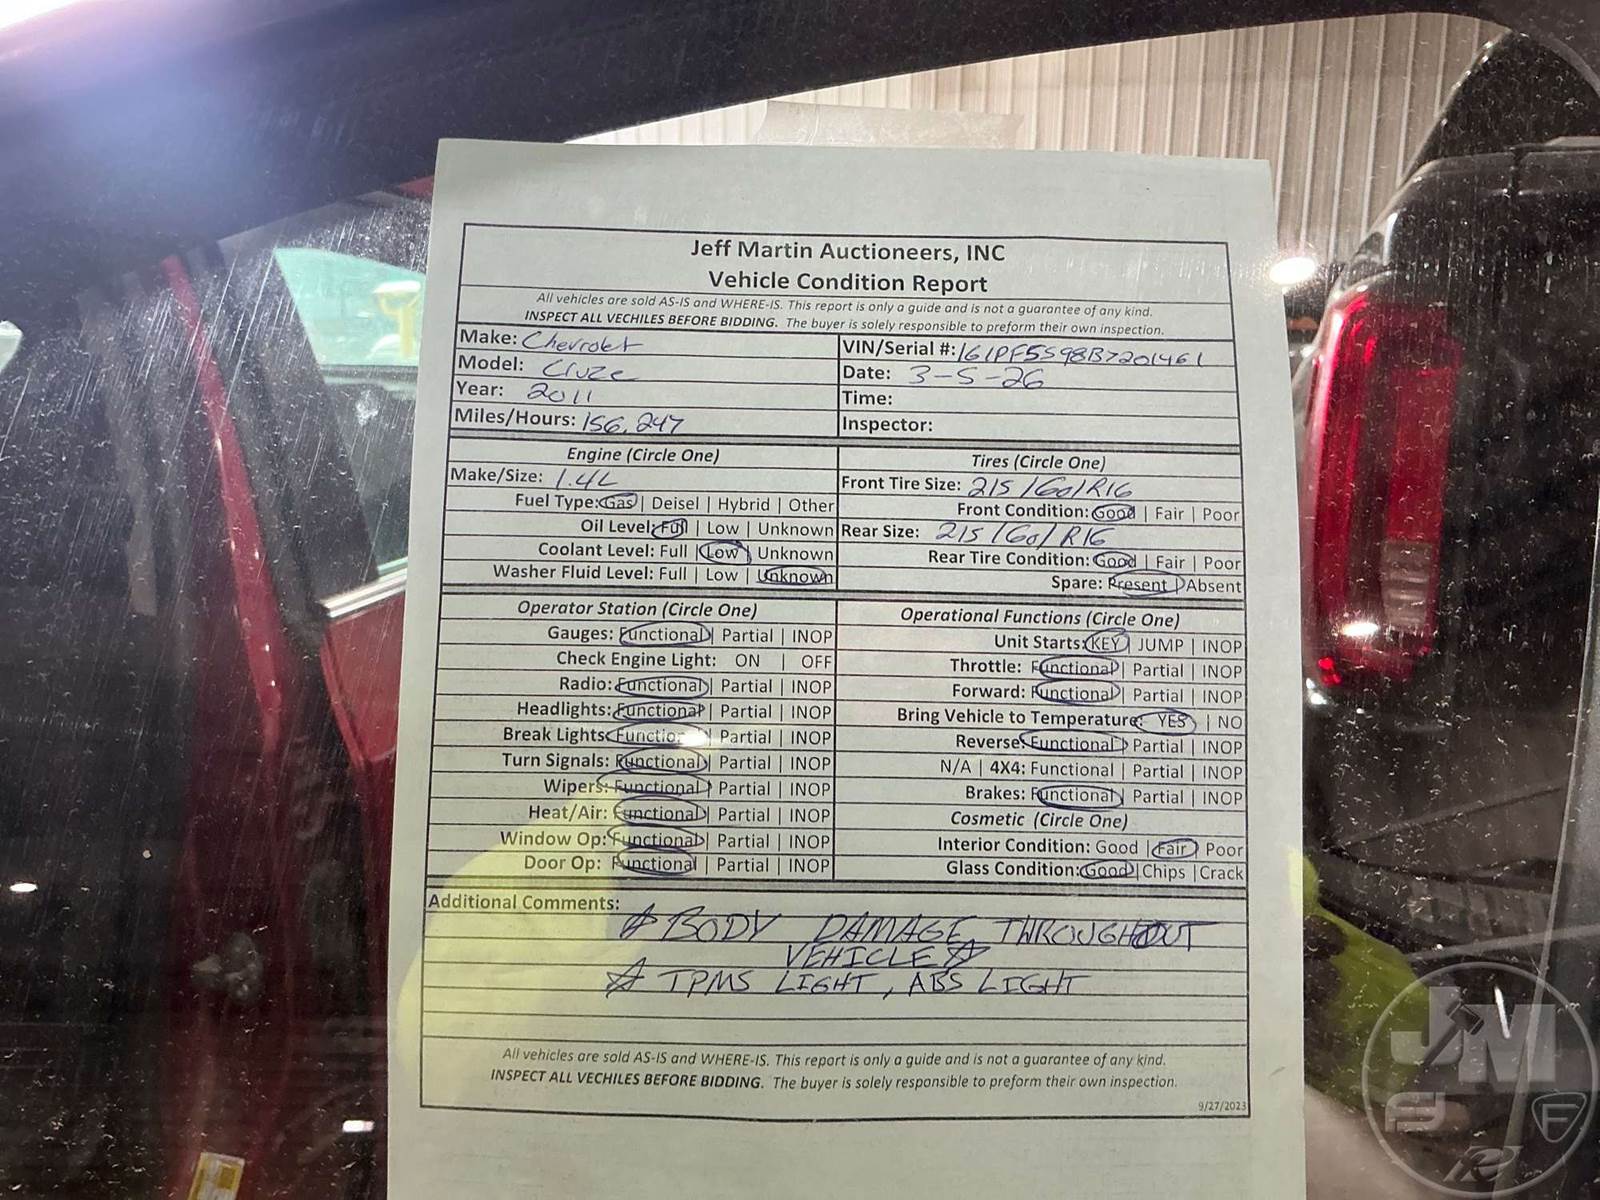 Jeff Martin Auctioneers, INC
Vehicle Condition Report
All vehicles are sold AS-IS and WHERE-IS. This report is only a guide and is not a guarantee of any kind.
INSPECT ALL VECHILES BEFORE BIDDING. The buyer is solely responsible to preform their own inspection.
Make: Chevrolet
Model: Cruze
Year: 2011
Miles/Hours: 156,247
VIN/Serial #: 1G1PF5S98B7201461
Date: 3-5-26
Time:
Inspector:
Engine (Circle One)
Make/Size: 1.4L
Fuel Type: Gas | Deisel | Hybrid | Other
Oil Level: Full | Low | Unknown
Coolant Level: Full | Low | Unknown
Washer Fluid Level: Full | Low | Unknown
Tires (Circle One)
Front Tire Size: 215/60/R16
Front Condition: Good | Fair | Poor
Rear Size: 215/60/R16
Rear Tire Condition: Good | Fair | Poor
Spare: Present | Absent
Operator Station (Circle One)
Gauges: Functional | Partial | INOP
Check Engine Light: ON | OFF
Radio: Functional | Partial | INOP
Headlights: Functional | Partial | INOP
Break Lights: Functional | Partial | INOP
Turn Signals: Functional | Partial | INOP
Wipers: Functional | Partial | INOP
Heat/Air: Functional | Partial | INOP
Window Op: Functional | Partial | INOP
Door Op: Functional | Partial | INOP
Operational Functions (Circle One)
Unit Starts: KEY | JUMP | INOP
Throttle: Functional | Partial | INOP
Forward: Functional | Partial | INOP
Bring Vehicle to Temperature: YES | NO
Reverse: Functional | Partial | INOP
N/A | 4X4: Functional | Partial | INOP
Brakes: Functional | Partial | INOP
Cosmetic (Circle One)
Interior Condition: Good | Fair | Poor
Glass Condition: Good | Chips | Crack
Additional Comments:
☆ BODY DAMAGE THROUGHOUT
VEHICLE ☆
☆ TPMS LIGHT, ABS LIGHT
All vehicles are sold AS-IS and WHERE-IS. This report is only a guide and is not a guarantee of any kind.
INSPECT ALL VECHILES BEFORE BIDDING. The buyer is solely responsible to preform their own inspection.
9/27/2023
JM